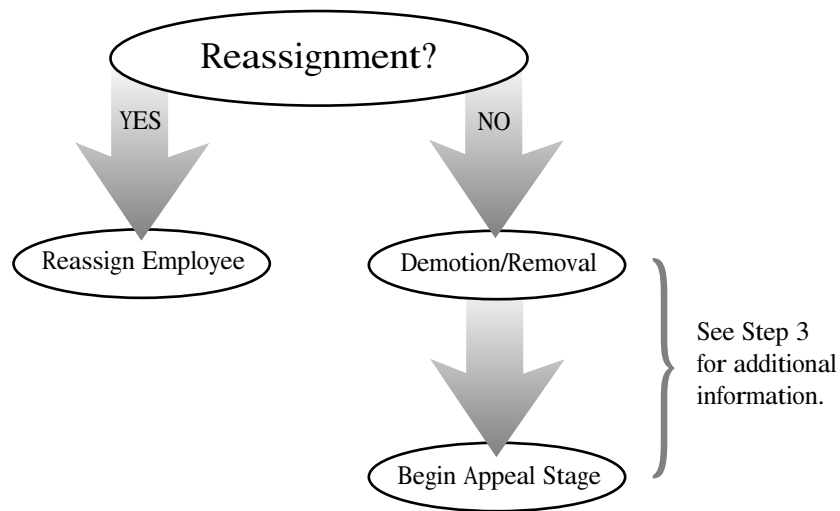 Reassignment?
YES
NO
Reassign Employee
Demotion/Removal
See Step 3
for additional
information.
Begin Appeal Stage